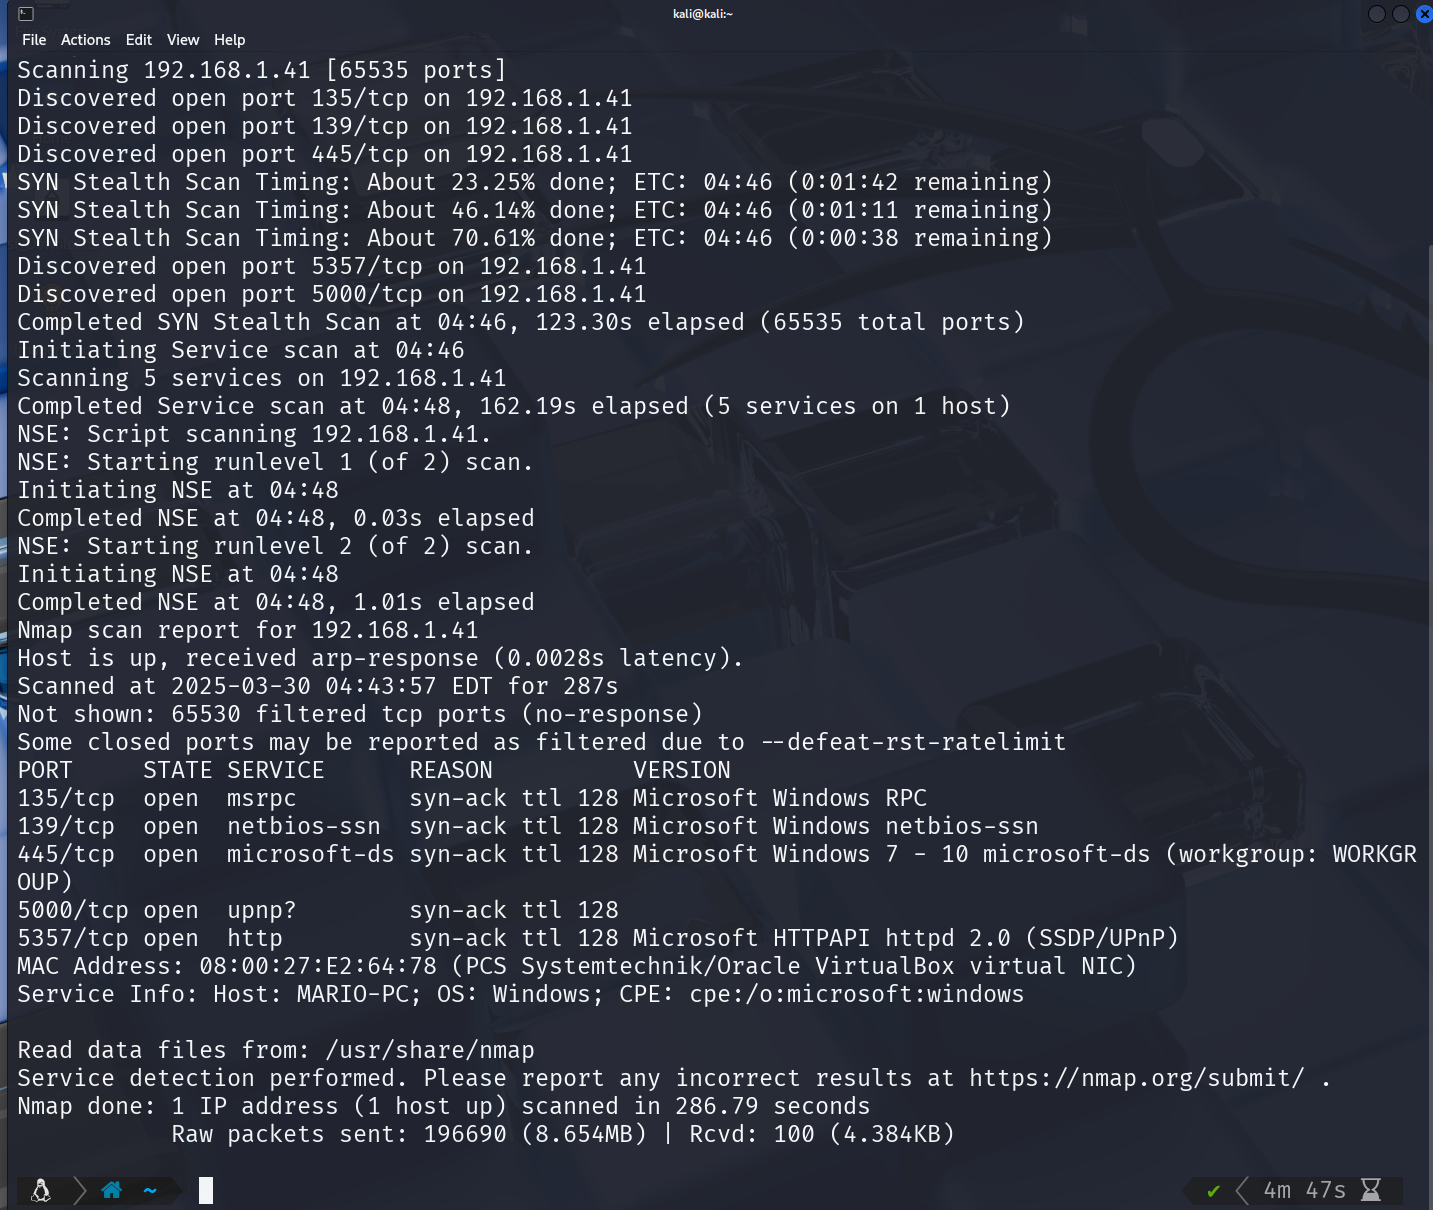 kali@kali:~
File Actions Edit View Help
Scanning 192.168.1.41 [65535 ports]
Discovered open port 135/tcp on 192.168.1.41
Discovered open port 139/tcp on 192.168.1.41
Discovered open port 445/tcp on 192.168.1.41
SYN Stealth Scan Timing: About 23.25% done; ETC: 04:46 (0:01:42 remaining)
SYN Stealth Scan Timing: About 46.14% done; ETC: 04:46 (0:01:11 remaining)
SYN Stealth Scan Timing: About 70.61% done; ETC: 04:46 (0:00:38 remaining)
Discovered open port 5357/tcp on 192.168.1.41
Discovered open port 5000/tcp on 192.168.1.41
Completed SYN Stealth Scan at 04:46, 123.30s elapsed (65535 total ports)
Initiating Service scan at 04:46
Scanning 5 services on 192.168.1.41
Completed Service scan at 04:48, 162.19s elapsed (5 services on 1 host)
NSE: Script scanning 192.168.1.41.
NSE: Starting runlevel 1 (of 2) scan.
Initiating NSE at 04:48
Completed NSE at 04:48, 0.03s elapsed
NSE: Starting runlevel 2 (of 2) scan.
Initiating NSE at 04:48
Completed NSE at 04:48, 1.01s elapsed
Nmap scan report for 192.168.1.41
Host is up, received arp-response (0.0028s latency).
Scanned at 2025-03-30 04:43:57 EDT for 287s
Not shown: 65530 filtered tcp ports (no-response)
Some closed ports may be reported as filtered due to --defeat-rst-ratelimit
PORT     STATE SERVICE      REASON          VERSION
135/tcp  open  msrpc        syn-ack ttl 128 Microsoft Windows RPC
139/tcp  open  netbios-ssn  syn-ack ttl 128 Microsoft Windows netbios-ssn
445/tcp  open  microsoft-ds syn-ack ttl 128 Microsoft Windows 7 - 10 microsoft-ds (workgroup: WORKGR
OUP)
5000/tcp open  upnp?        syn-ack ttl 128
5357/tcp open  http         syn-ack ttl 128 Microsoft HTTPAPI httpd 2.0 (SSDP/UPnP)
MAC Address: 08:00:27:E2:64:78 (PCS Systemtechnik/Oracle VirtualBox virtual NIC)
Service Info: Host: MARIO-PC; OS: Windows; CPE: cpe:/o:microsoft:windows
Read data files from: /usr/share/nmap
Service detection performed. Please report any incorrect results at https://nmap.org/submit/ .
Nmap done: 1 IP address (1 host up) scanned in 286.79 seconds
Raw packets sent: 196690 (8.654MB) | Rcvd: 100 (4.384KB)
~ ✔ 4m 47s